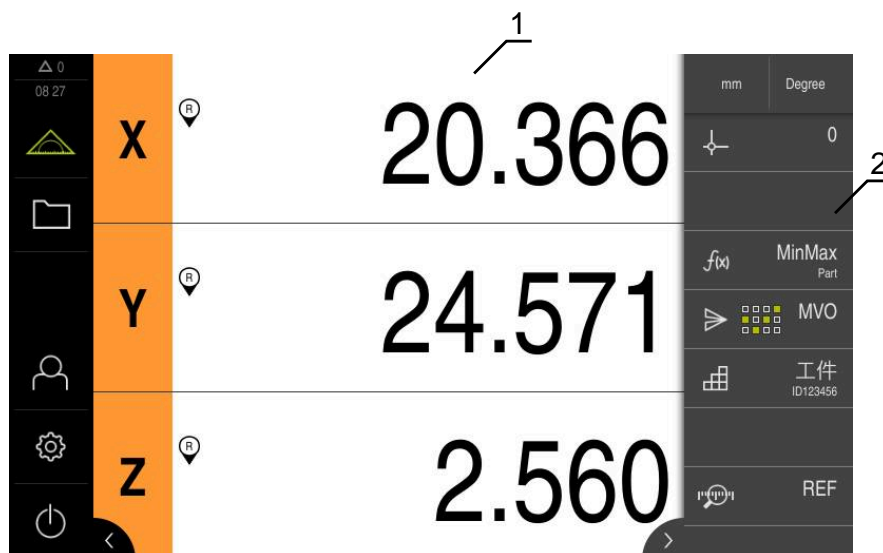 1
0
08 27
mm Degree
X
R
20.366
0
2
Y
R
24.571
f(x) MinMax
Part
MVO
工件
ID123456
Z
R
2.560
REF